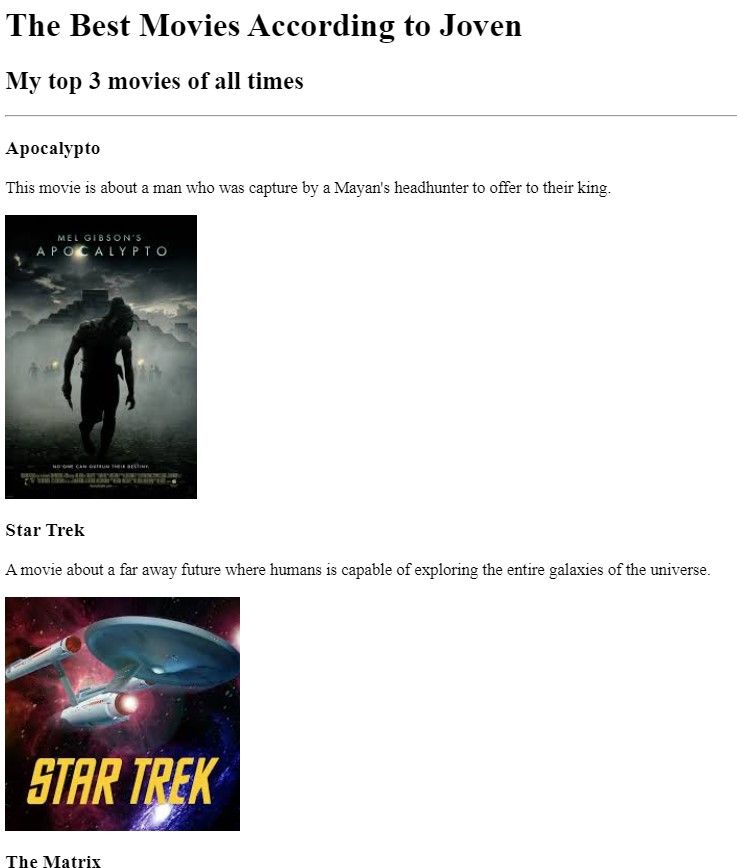 The Best Movies According to Joven
My top 3 movies of all times
Apocalypto
This movie is about a man who was capture by a Mayan's headhunter to offer to their king.
MEL GIBSON'S
APOCALYPTO
NO ONE CAN OUTRUN THEIR DESTINY.
Star Trek
A movie about a far away future where humans is capable of exploring the entire galaxies of the universe.
STAR TREK
The Matrix